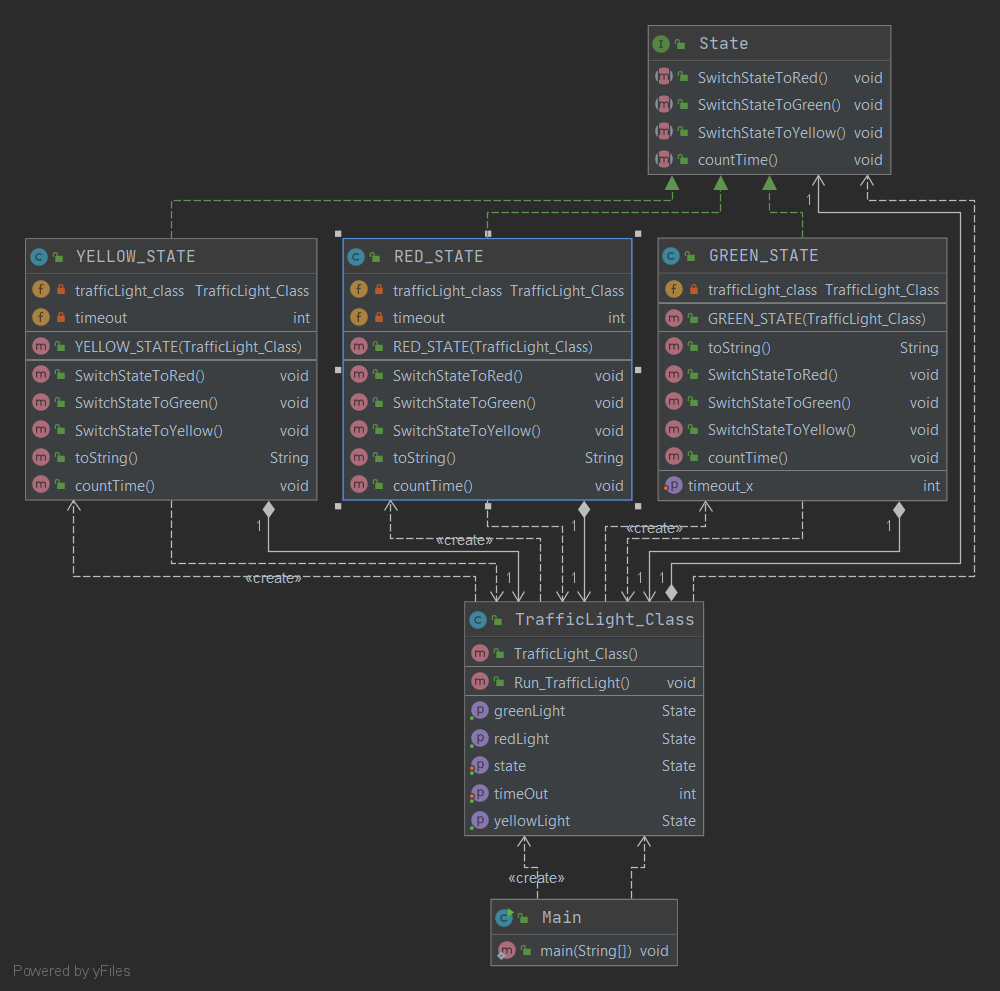 State
SwitchStateToRed() void
SwitchStateToGreen() void
SwitchStateToYellow() void
countTime() void
1
YELLOW_STATE
trafficLight_class TrafficLight_Class
timeout int
YELLOW_STATE(TrafficLight_Class)
SwitchStateToRed() void
SwitchStateToGreen() void
SwitchStateToYellow() void
toString() String
countTime() void
RED_STATE
trafficLight_class TrafficLight_Class
timeout int
RED_STATE(TrafficLight_Class)
SwitchStateToRed() void
SwitchStateToGreen() void
SwitchStateToYellow() void
toString() String
countTime() void
GREEN_STATE
trafficLight_class TrafficLight_Class
GREEN_STATE(TrafficLight_Class)
toString() String
SwitchStateToRed() void
SwitchStateToGreen() void
SwitchStateToYellow() void
countTime() void
timeout_x int
1 1 1
«create»
«create»
«create»
1 1 1 1
TrafficLight_Class
TrafficLight_Class()
Run_TrafficLight() void
greenLight State
redLight State
state State
timeOut int
yellowLight State
«create»
Main
main(String[]) void
Powered by yFiles